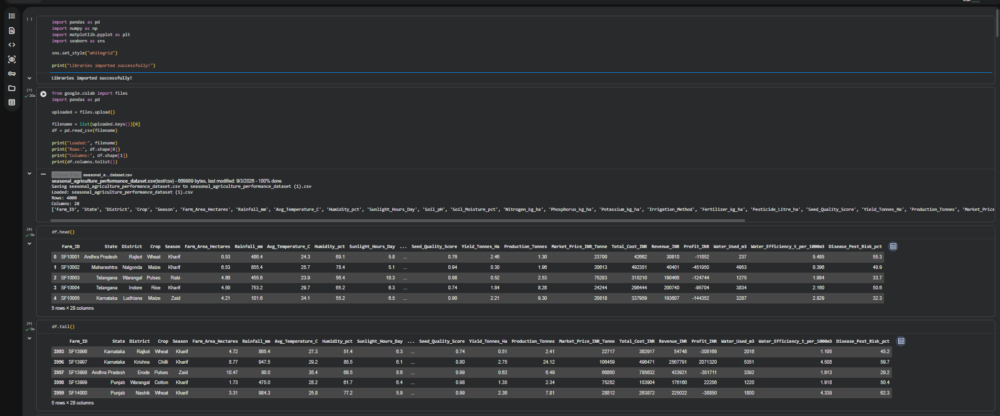 Disk
[ ]
import pandas as pd
import numpy as np
import matplotlib.pyplot as plt
import seaborn as sns
sns.set_style("whitegrid")
print("Libraries imported successfully!")
Libraries imported successfully!
[7]
20s
from google.colab import files
import pandas as pd
uploaded = files.upload()
filename = list(uploaded.keys())[0]
df = pd.read_csv(filename)
print("Loaded:", filename)
print("Rows:", df.shape[0])
print("Columns:", df.shape[1])
print(df.columns.tolist())
Choose Files seasonal_a...dataset.csv
seasonal_agriculture_performance_dataset.csv(text/csv) - 669989 bytes, last modified: 9/3/2026 - 100% done
Saving seasonal_agriculture_performance_dataset.csv to seasonal_agriculture_performance_dataset (1).csv
Loaded: seasonal_agriculture_performance_dataset (1).csv
Rows: 4000
Columns: 28
['Farm_ID', 'State', 'District', 'Crop', 'Season', 'Farm_Area_Hectares', 'Rainfall_mm', 'Avg_Temperature_C', 'Humidity_pct', 'Sunlight_Hours_Day', 'Soil_pH', 'Soil_Moisture_pct', 'Nitrogen_kg_ha', 'Phosphorus_kg_ha', 'Potassium_kg_ha', 'Irrigation_Method', 'Fertilizer_kg_ha', 'Pesticide_Litre_ha', 'Seed_Quality_Score', 'Yield_Tonnes_Ha', 'Production_Tonnes', 'Market_Price
[8]
0s
df.head()
Farm_ID State District Crop Season Farm_Area_Hectares Rainfall_mm Avg_Temperature_C Humidity_pct Sunlight_Hours_Day ... Seed_Quality_Score Yield_Tonnes_Ha Production_Tonnes Market_Price_INR_Tonne Total_Cost_INR Revenue_INR Profit_INR Water_Used_m3 Water_Efficiency_t_per_1000m3 Disease_Pest_Risk_pct
0 SF10001 Andhra Pradesh Rajkot Wheat Kharif 0.53 486.4 24.3 69.1 5.8 ... 0.76 2.46 1.30 23700 42662 30810 -11852 237 5.485 55.3
1 SF10002 Maharashtra Nalgonda Maize Kharif 6.53 855.4 25.7 78.4 5.1 ... 0.94 0.30 1.96 20613 492351 40401 -451950 4953 0.396 49.9
2 SF10003 Telangana Warangal Pulses Rabi 4.86 455.6 23.9 56.4 10.3 ... 0.98 0.52 2.53 75283 315210 190466 -124744 1275 1.984 33.7
3 SF10004 Telangana Indore Rice Kharif 4.50 753.2 29.7 65.2 6.3 ... 0.74 1.84 8.28 24244 296444 200740 -95704 3834 2.160 50.6
4 SF10005 Karnataka Ludhiana Maize Zaid 4.21 101.6 34.1 55.2 6.5 ... 0.90 2.21 9.30 20818 337959 193607 -144352 3287 2.829 32.3
5 rows × 28 columns
[9]
0s
df.tail()
Farm_ID State District Crop Season Farm_Area_Hectares Rainfall_mm Avg_Temperature_C Humidity_pct Sunlight_Hours_Day ... Seed_Quality_Score Yield_Tonnes_Ha Production_Tonnes Market_Price_INR_Tonne Total_Cost_INR Revenue_INR Profit_INR Water_Used_m3 Water_Efficiency_t_per_1000m3 Disease_Pest_Risk_pct
3995 SF13996 Karnataka Rajkot Wheat Kharif 4.72 865.4 27.3 51.4 6.3 ... 0.74 0.51 2.41 22717 362917 54748 -308169 2016 1.195 45.2
3996 SF13997 Karnataka Krishna Chilli Kharif 8.77 947.5 29.2 85.5 6.1 ... 0.80 2.75 24.12 106459 496471 2567791 2071320 5351 4.508 59.7
3997 SF13998 Andhra Pradesh Erode Pulses Zaid 10.47 80.0 35.4 68.5 8.6 ... 0.99 0.62 6.49 66860 785632 433921 -351711 3392 1.913 29.2
3998 SF13999 Punjab Warangal Cotton Kharif 1.73 475.0 28.2 61.7 6.4 ... 0.98 1.35 2.34 75282 153904 176160 22256 1220 1.918 50.4
3999 SF14000 Punjab Nashik Wheat Kharif 3.31 984.3 25.8 77.2 5.9 ... 0.99 2.36 7.81 28812 263872 225022 -38850 1800 4.339 62.3
5 rows × 28 columns